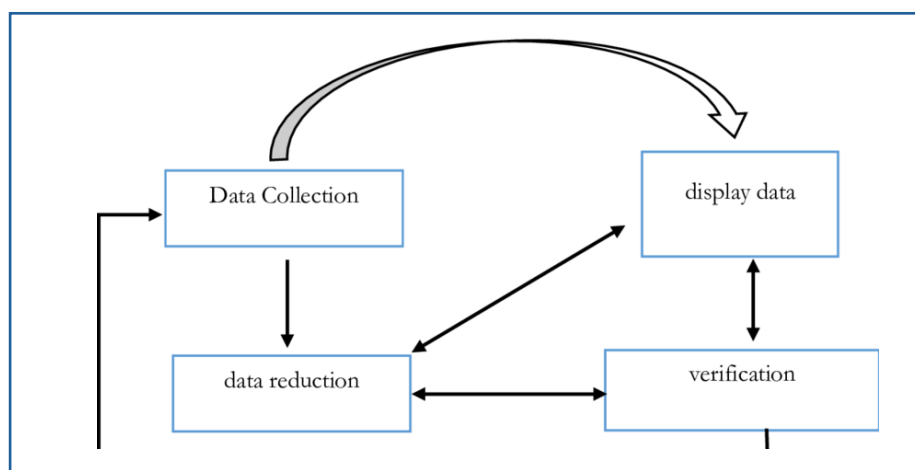 Data Collection
display data
data reduction
verification